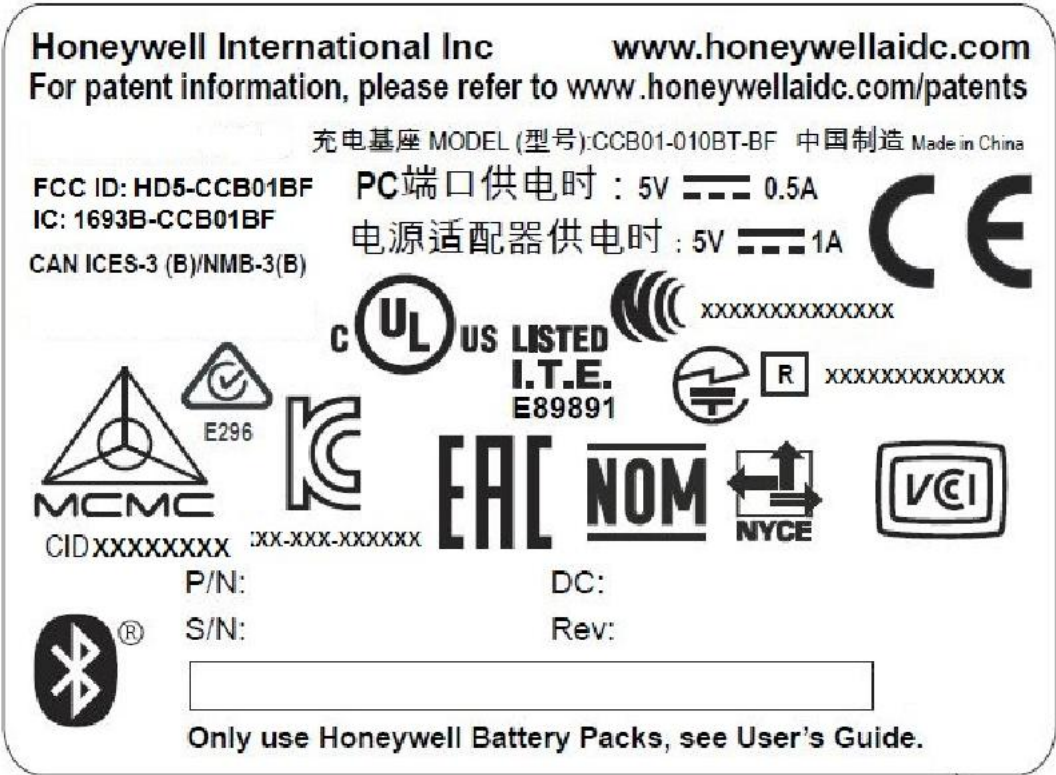 Honeywell International Inc www.honeywellaidc.com
For patent information, please refer to www.honeywellaidc.com/patents
充电基座 MODEL (型号):CCB01-010BT-BF 中国制造 Made in China
FCC ID: HD5-CCB01BF PC端口供电时：5V 0.5A
IC: 1693B-CCB01BF
电源适配器供电时：5V 1A
CE
CAN ICES-3 (B)/NMB-3(B)
C UL US LISTED
I.T.E.
E89891
XXXXXXXXXXXXXX
R XXXXXXXXXXXXX
E296
MCMC
CID XXXXXXXX
KC
:XX-XXX-XXXXXX
EAC
NOM
NYCE
VCI
P/N: DC:
S/N: Rev:
®
Only use Honeywell Battery Packs, see User's Guide.